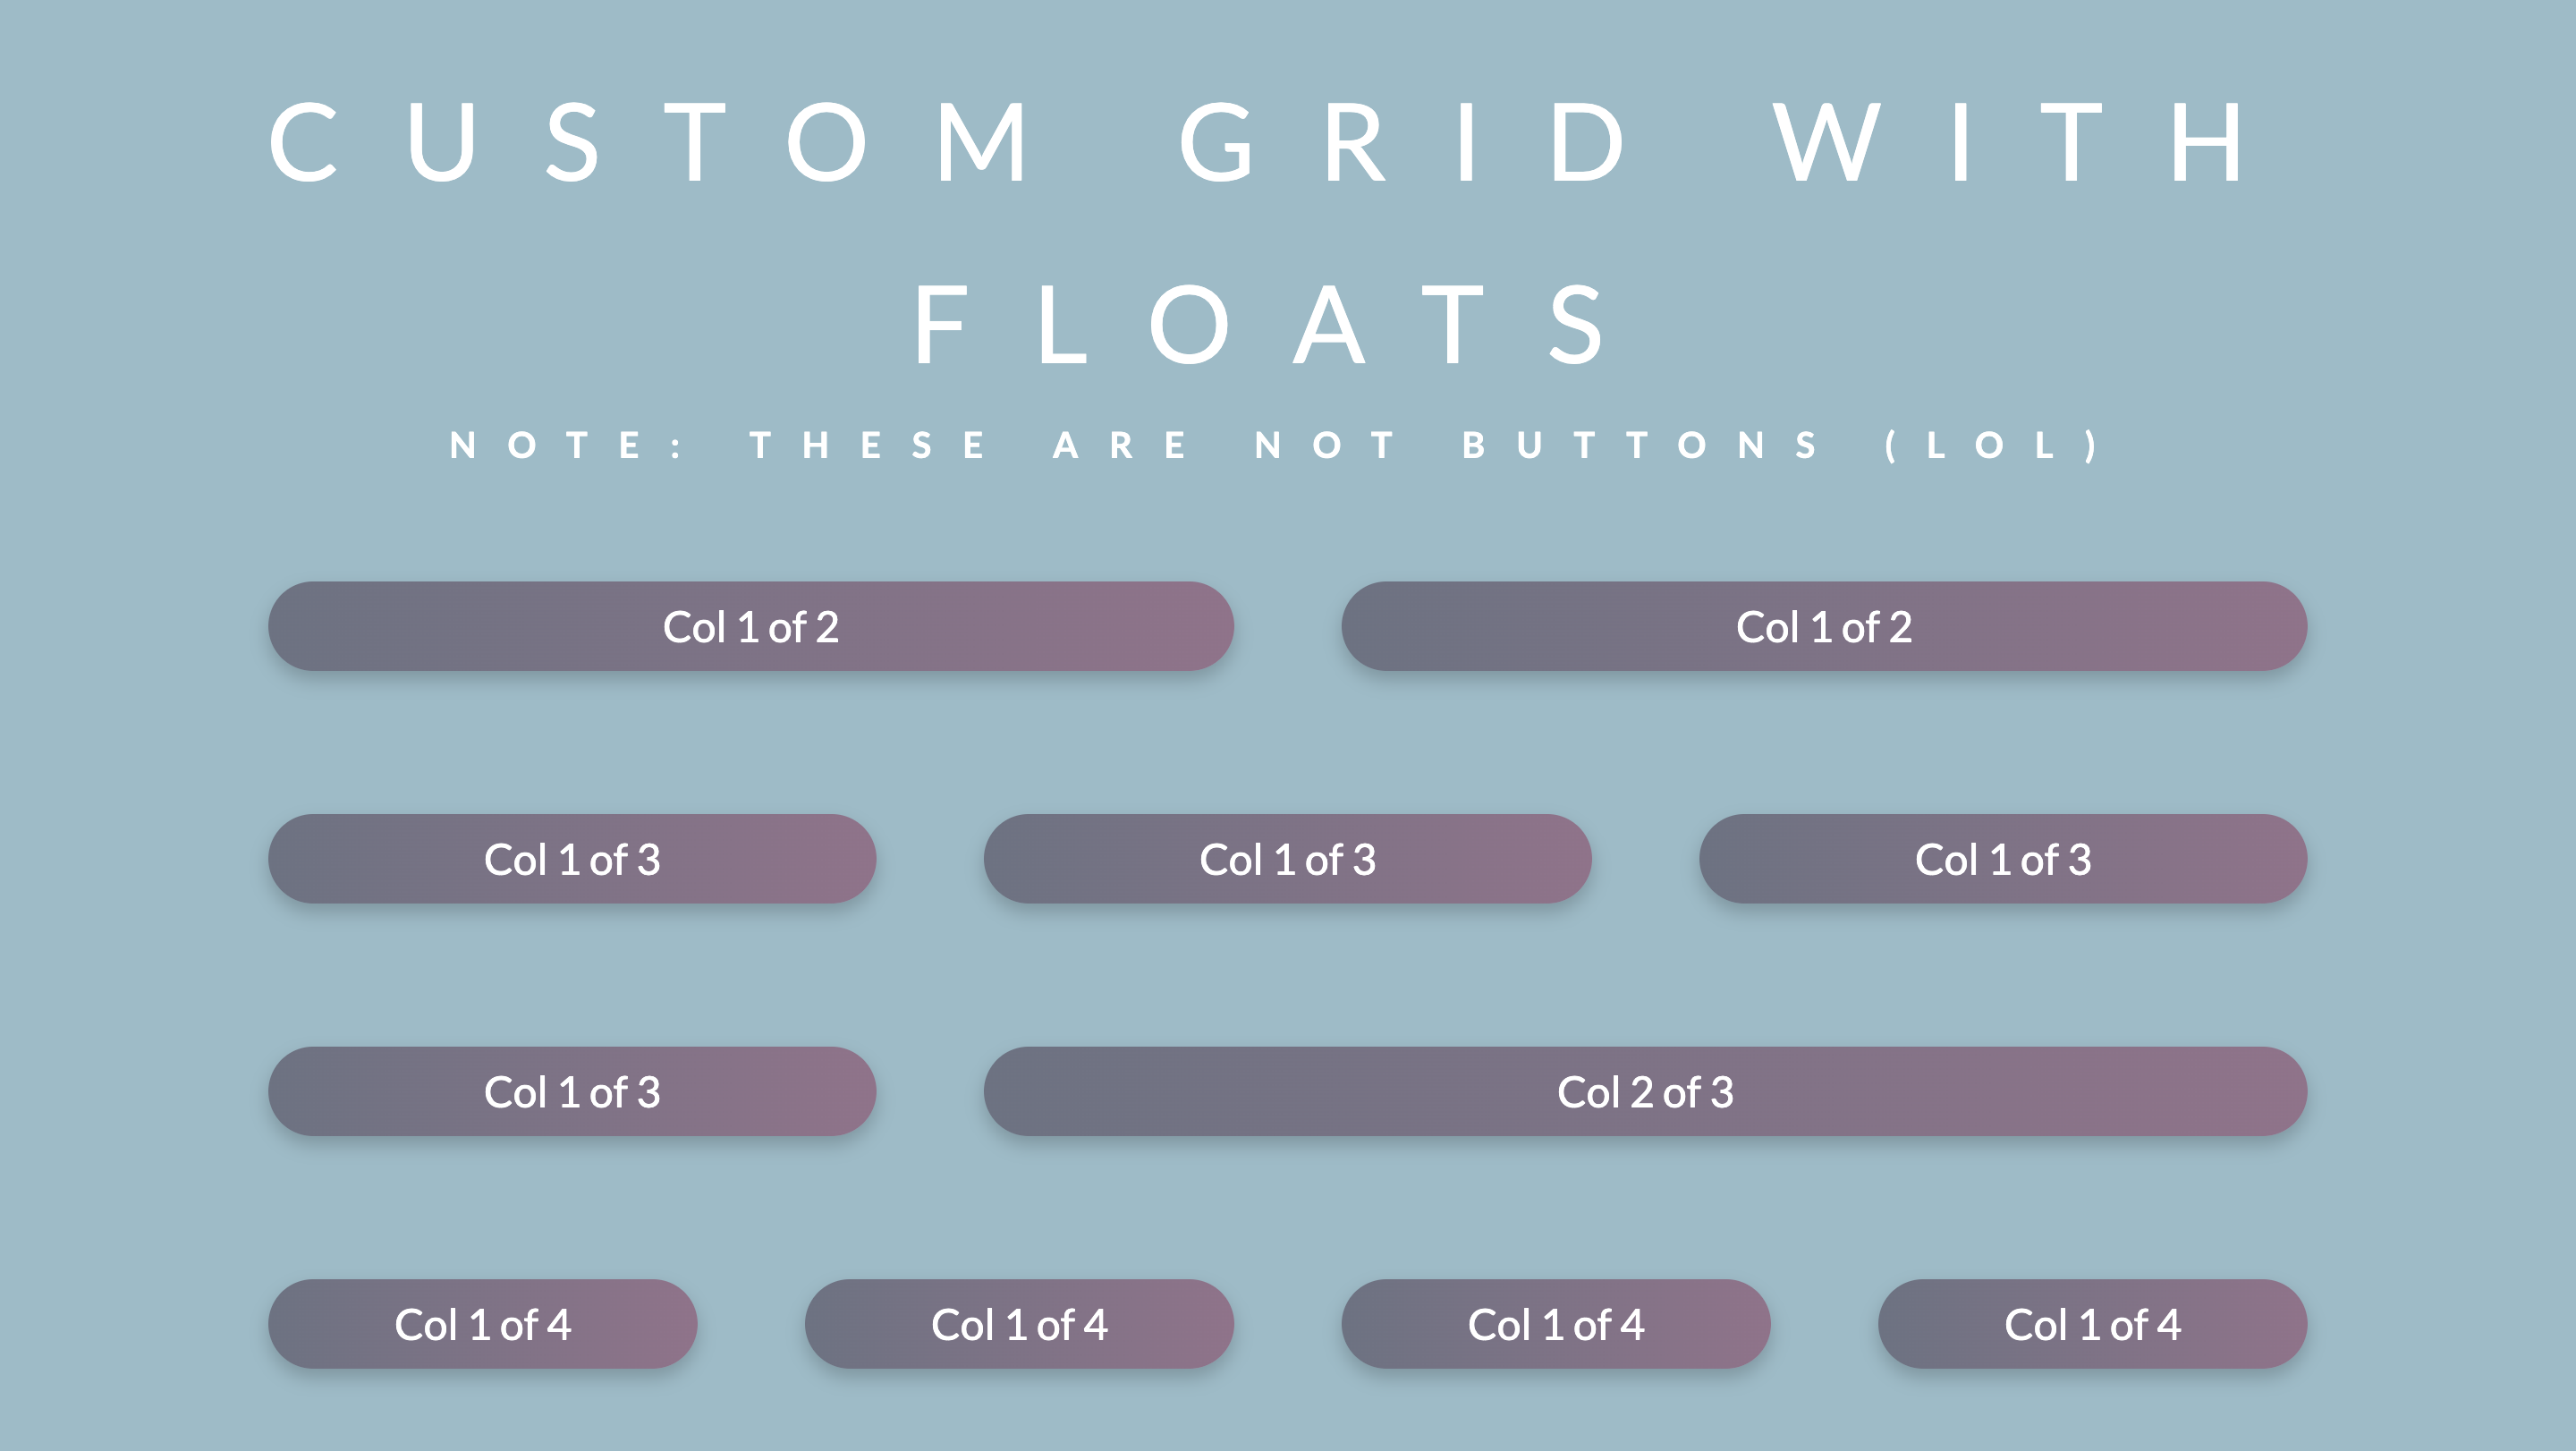 CUSTOM GRID WITH
FLOATS
NOTE: THESE ARE NOT BUTTONS (LOL)
Col 1 of 2
Col 1 of 2
Col 1 of 3
Col 1 of 3
Col 1 of 3
Col 1 of 3
Col 2 of 3
Col 1 of 4
Col 1 of 4
Col 1 of 4
Col 1 of 4